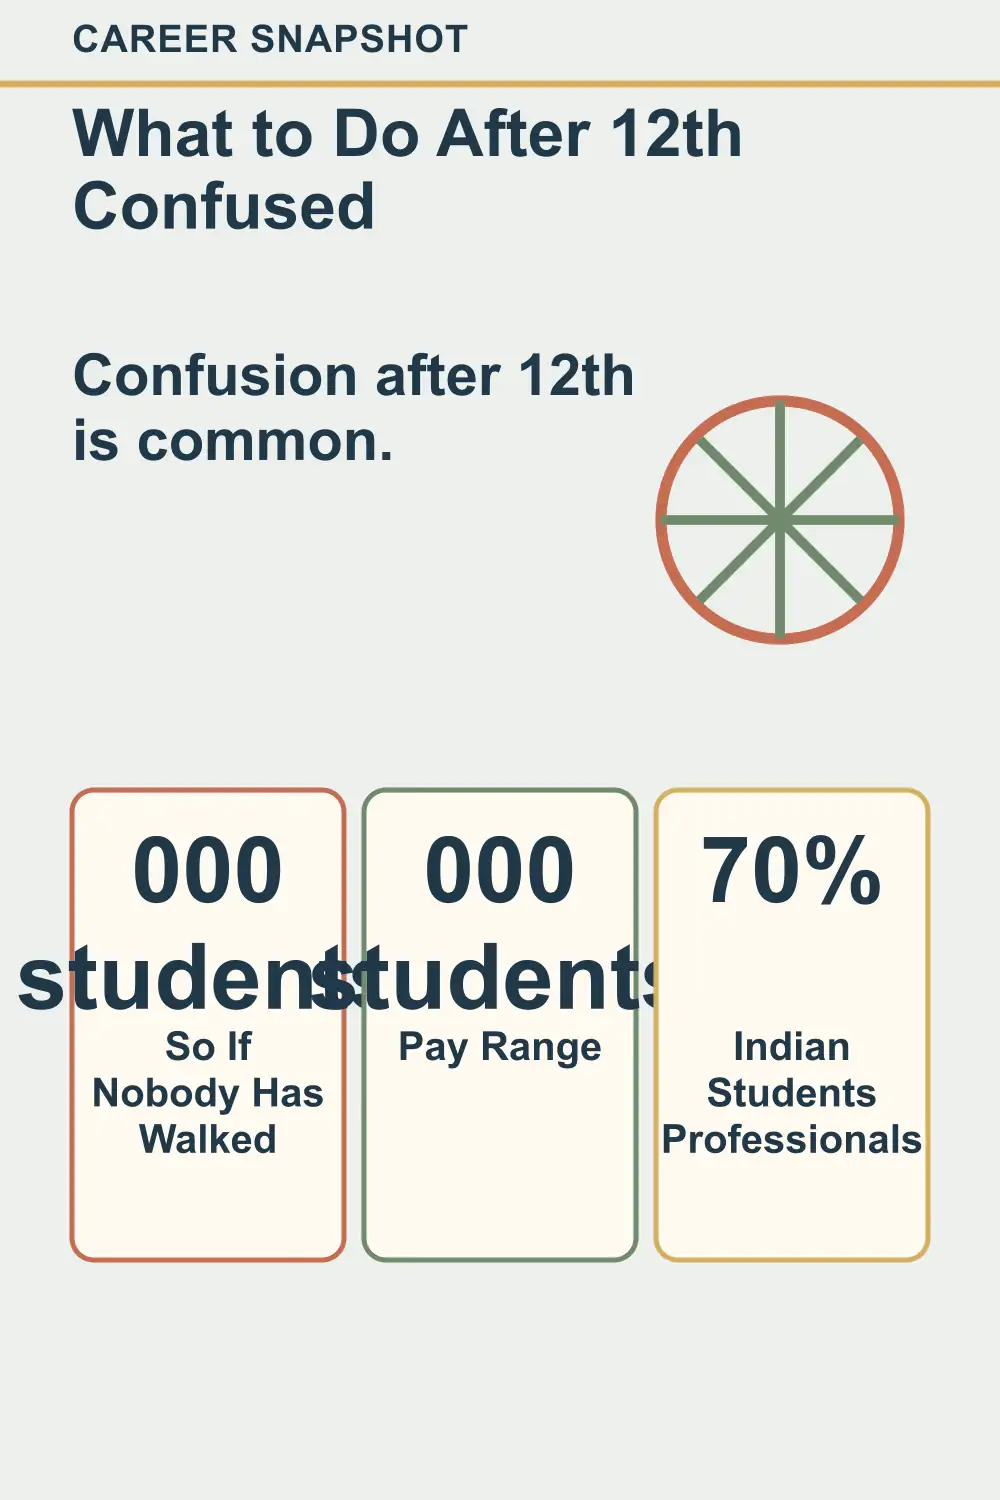 CAREER SNAPSHOT
What to Do After 12th
Confused
Confusion after 12th
is common.
000
students
So If
Nobody Has
Walked
000
students
Pay Range
70%
Indian
Students
Professionals